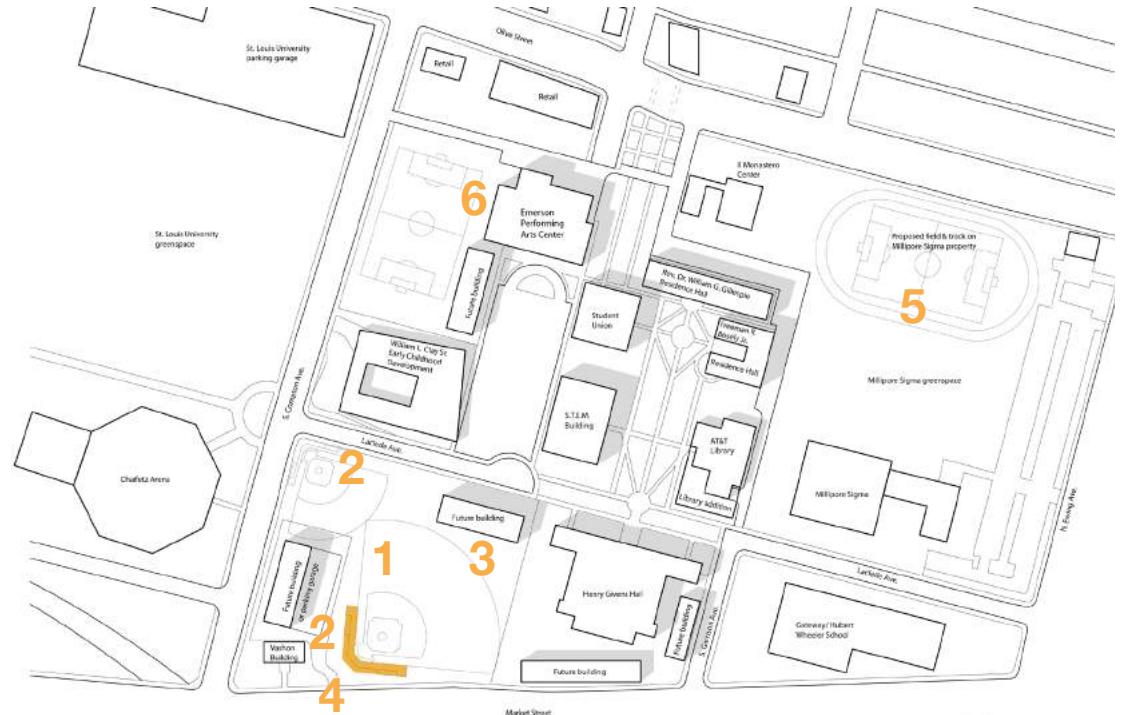 Olive Street
St. Louis University
parking garage
Retail
Retail
Il Monastero
Center
6
Emerson
Performing
Arts Center
St. Louis University
greenspace
Proposed field & track on
Millipore Sigma property
Rev. Dr. William G. Gillespie
Residence Hall
Future building
5
Student
Union
Freeman R.
Bosely Jr.
Residence Hall
William L. Clay Sr.
Early Childhood
Development
Millipore Sigma greenspace
S. Compton Ave.
S.T.E.M.
Building
AT&T
Library
Laclede Ave.
2
Chaifetz Arena
Library addition
Millipore Sigma
N. Ewing Ave.
Future building
1
3
Laclede Ave.
Future building
or parking garage
Henry Givens Hall
2
Future building
S. Garrison Ave.
Gateway/ Hubert
Wheeler School
Vashon
Building
Future building
4
Market Street